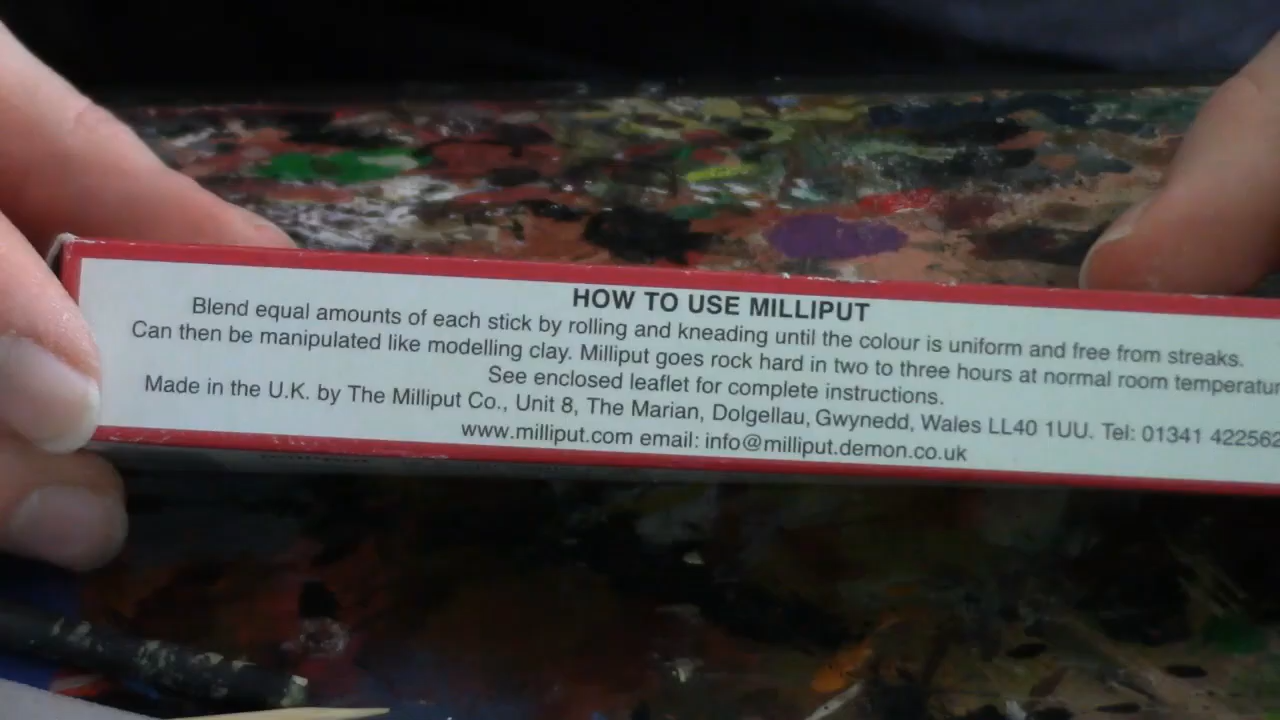 HOW TO USE MILLIPUT
Blend equal amounts of each stick by rolling and kneading until the colour is uniform and free from streaks.
Can then be manipulated like modelling clay. Milliput goes rock hard in two to three hours at normal room temperatur
See enclosed leaflet for complete instructions.
Made in the U.K. by The Milliput Co., Unit 8, The Marian, Dolgellau, Gwynedd, Wales LL40 1UU. Tel: 01341 422562
www.milliput.com email: info@milliput.demon.co.uk